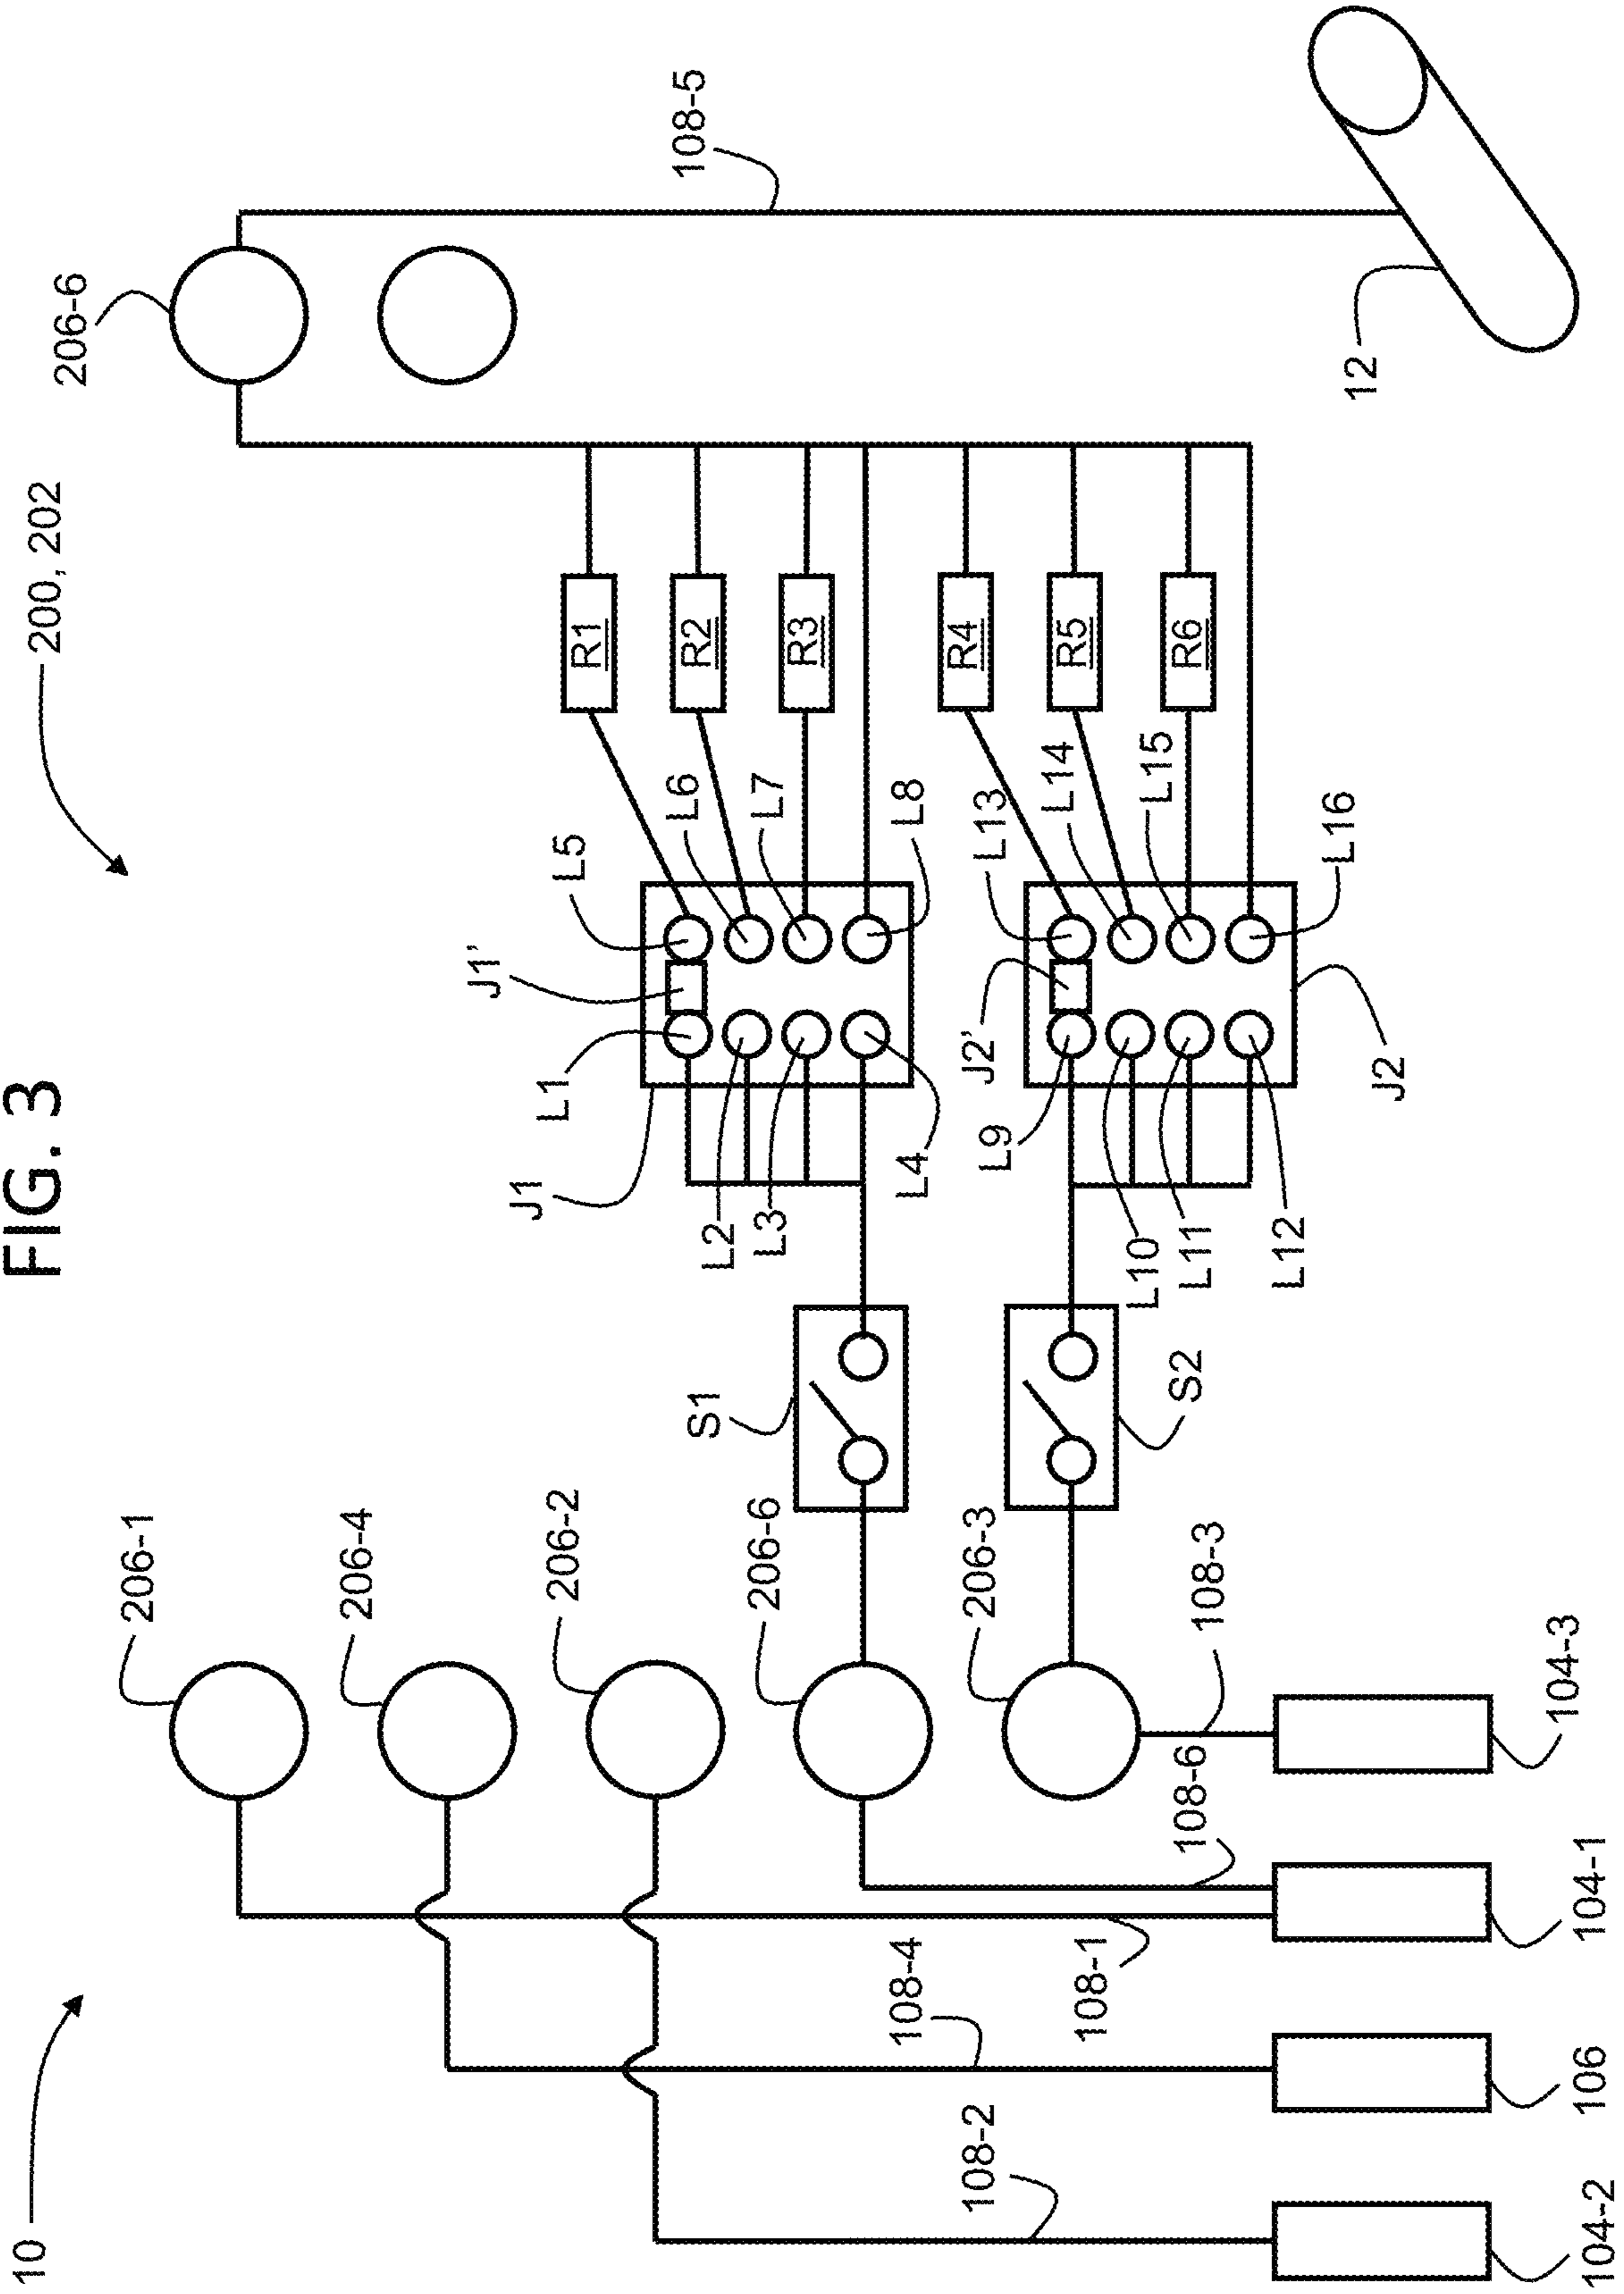 FIG. 3
10
200, 202
206-6
108-5
12
206-1
206-4
206-2
206-6
206-3
S1
S2
J1
J1'
L1
L2
L3
L4
L5
L6
L7
L8
J2
J2'
L9
L10
L11
L12
L13
L14
L15
L16
R1
R2
R3
R4
R5
R6
108-2
108-4
108-1
108-6
108-3
104-2
106
104-1
104-3